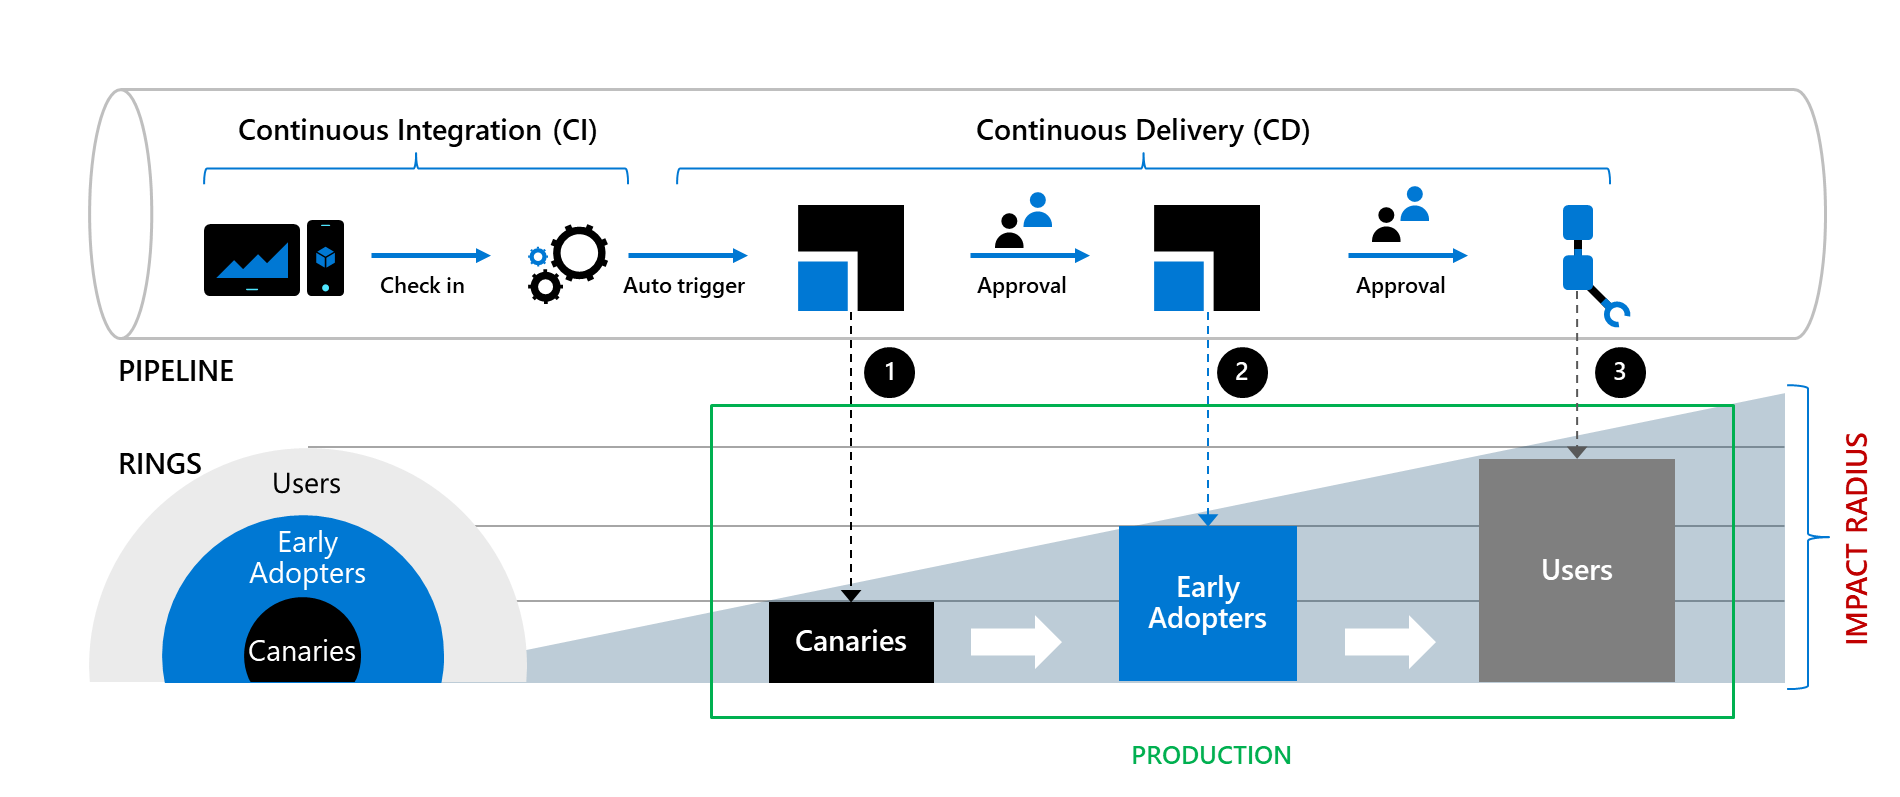 Continuous Integration (CI)
Continuous Delivery (CD)
Check in
Auto trigger
Approval
Approval
PIPELINE
1
2
3
RINGS
Users
Early
Adopters
Canaries
Canaries
Early
Adopters
Users
IMPACT RADIUS
PRODUCTION